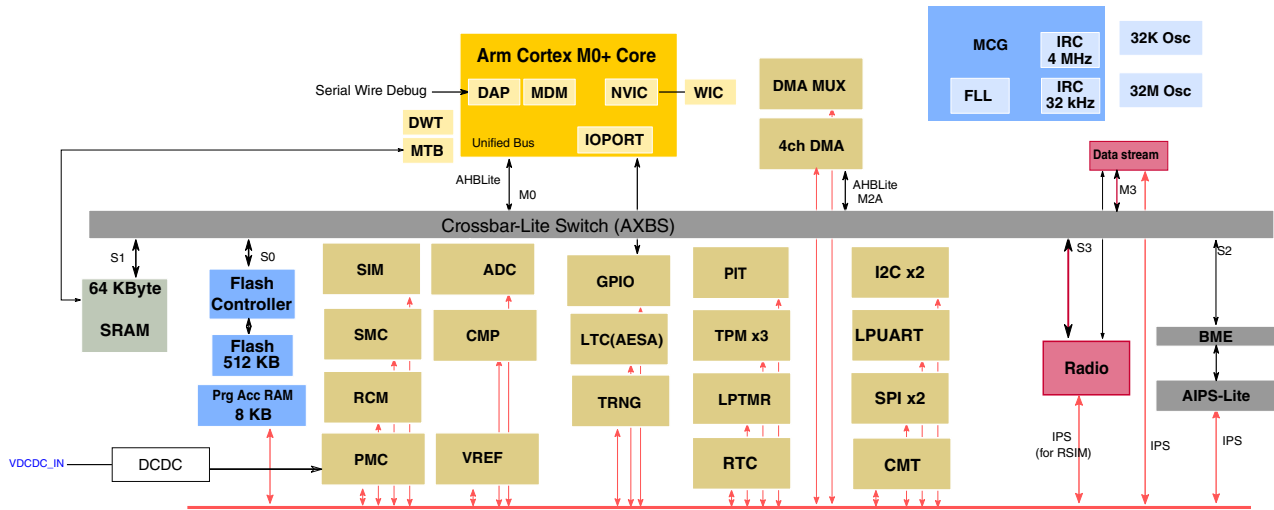 Arm Cortex M0+ Core
Serial Wire Debug
DAP
MDM
NVIC
WIC
DWT
MTB
Unified Bus
IOPORT
AHBLite
M0
DMA MUX
4ch DMA
AHBLite
M2A
MCG
IRC
4 MHz
FLL
IRC
32 kHz
32K Osc
32M Osc
Data stream
M3
Crossbar-Lite Switch (AXBS)
S1
S0
S3
S2
64 KByte
SRAM
Flash
Controller
Flash
512 KB
Prg Acc RAM
8 KB
SIM
SMC
RCM
PMC
ADC
CMP
VREF
GPIO
LTC(AESA)
TRNG
PIT
TPM x3
LPTMR
RTC
I2C x2
LPUART
SPI x2
CMT
Radio
BME
AIPS-Lite
IPS
(for RSIM)
IPS
IPS
VDCDC_IN
DCDC